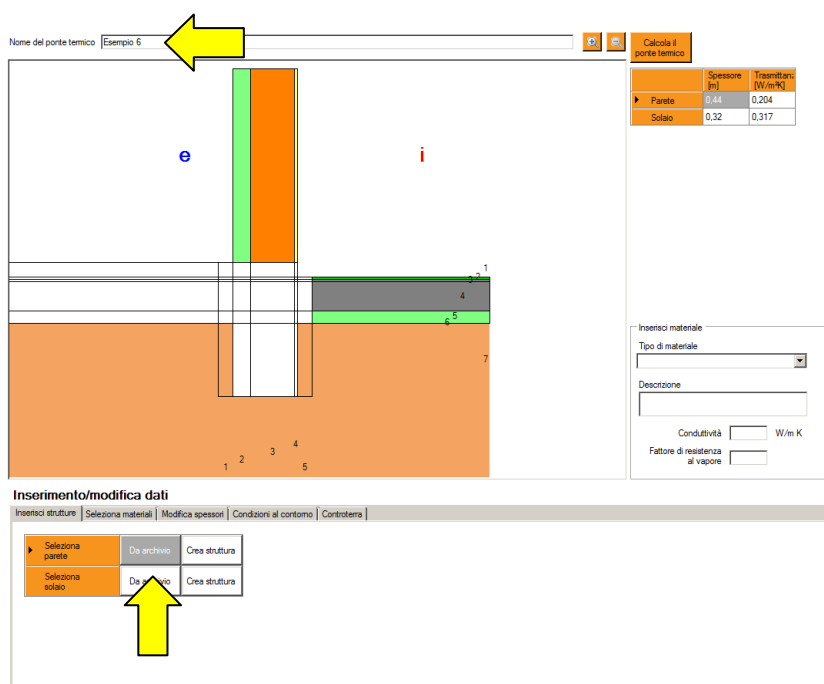 Nome del ponte termico Esempio 6
Calcola il
ponte termico
Spessore [m] Trasmittan: [W/m²K]
Parete 0,44 0,204
Solaio 0,32 0,317
e i
1
2
3
4
5
6
7
4
3
2
1 5
Inserisci materiale
Tipo di materiale
Descrizione
Conduttività W/m K
Fattore di resistenza
al vapore
Inserimento/modifica dati
Inserisci strutture Seleziona materiali Modifica spessori Condizioni al contorno Controterra
Seleziona parete Da archivio Crea struttura
Seleziona solaio Da archivio Crea struttura